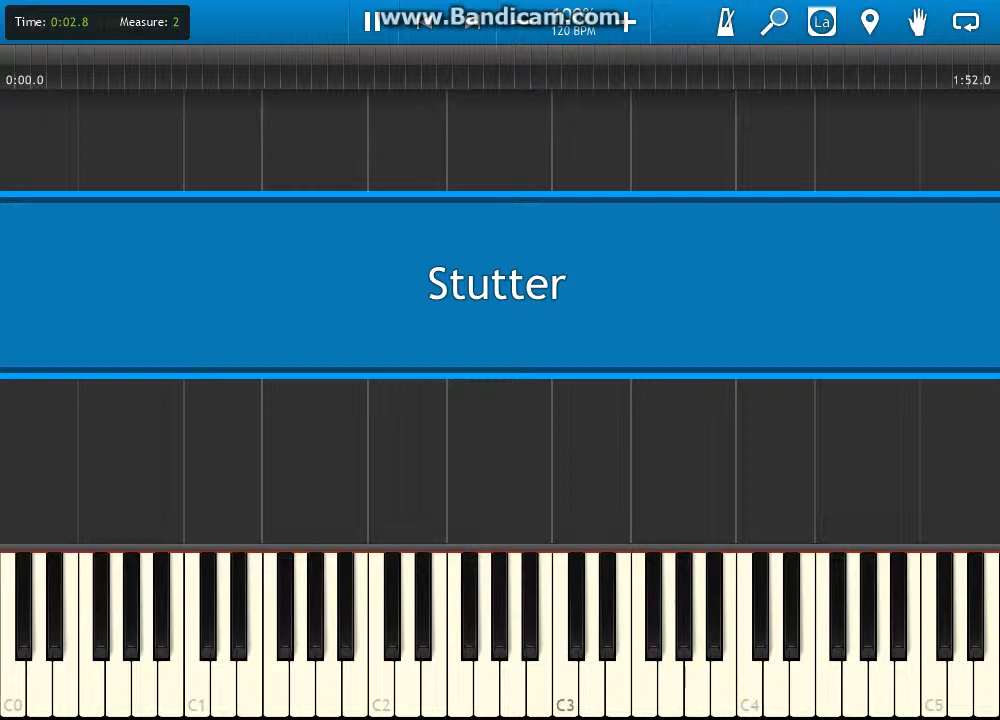 Time: 0:02.8 Measure: 2
www.Bandicam.com
100%
120 BPM
La
0:00.0 1:52.0
Stutter
C0 C1 C2 C3 C4 C5